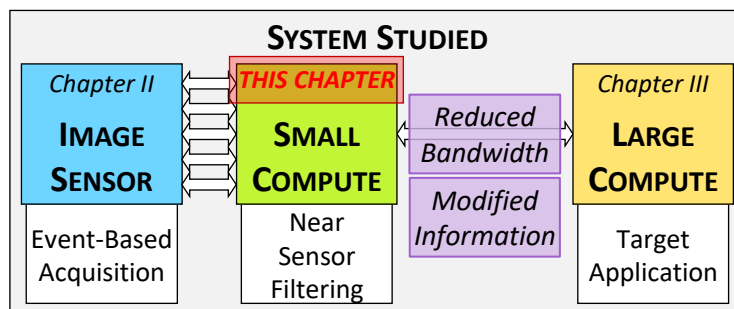 SYSTEM STUDIED
Chapter II
IMAGE
SENSOR
Event-Based
Acquisition
THIS CHAPTER
SMALL
COMPUTE
Near
Sensor
Filtering
Reduced
Bandwidth
Modified
Information
Chapter III
LARGE
COMPUTE
Target
Application